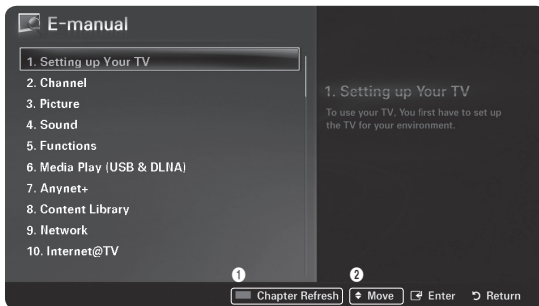 E-manual
1. Setting up Your TV
2. Channel
3. Picture
4. Sound
5. Functions
6. Media Play (USB & DLNA)
7. Anynet+
8. Content Library
9. Network
10. Internet@TV
1. Setting up Your TV
To use your TV, You first have to set up
the TV for your environment.
1 2
Chapter Refresh Move Enter Return